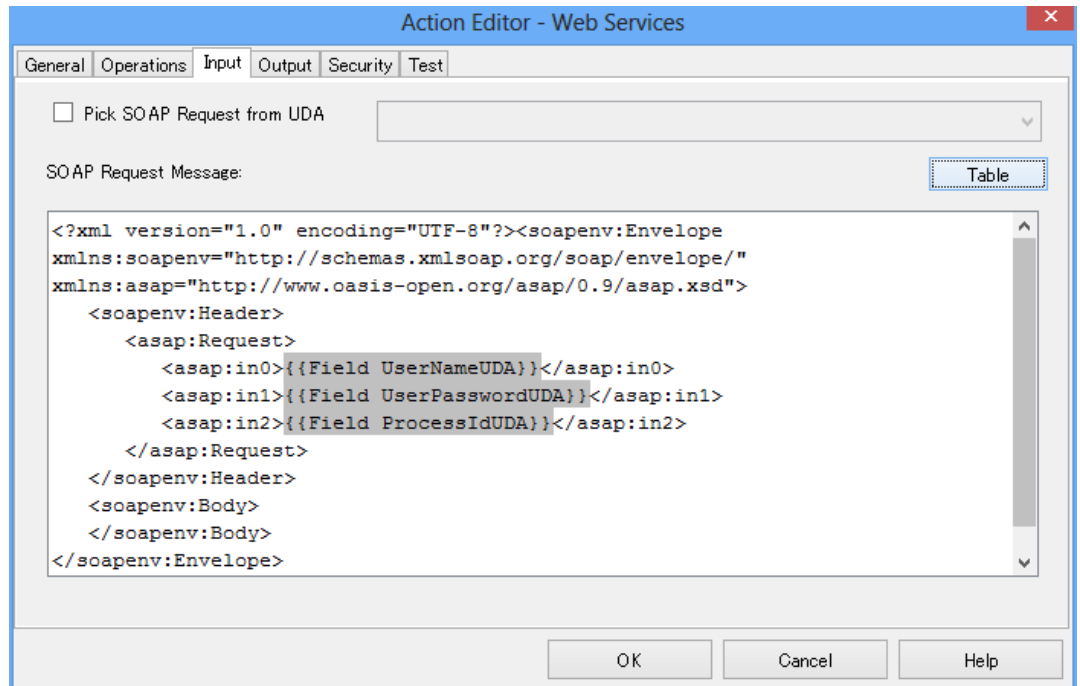 Action Editor - Web Services
General Operations Input Output Security Test
Pick SOAP Request from UDA
SOAP Request Message:
Table
<?xml version="1.0" encoding="UTF-8"?><soapenv:Envelope
xmlns:soapenv="http://schemas.xmlsoap.org/soap/envelope/"
xmlns:asap="http://www.oasis-open.org/asap/0.9/asap.xsd">
<soapenv:Header>
<asap:Request>
<asap:in0>{{Field UserNameUDA}}</asap:in0>
<asap:in1>{{Field UserPasswordUDA}}</asap:in1>
<asap:in2>{{Field ProcessIdUDA}}</asap:in2>
</asap:Request>
</soapenv:Header>
<soapenv:Body>
</soapenv:Body>
</soapenv:Envelope>
OK Cancel Help